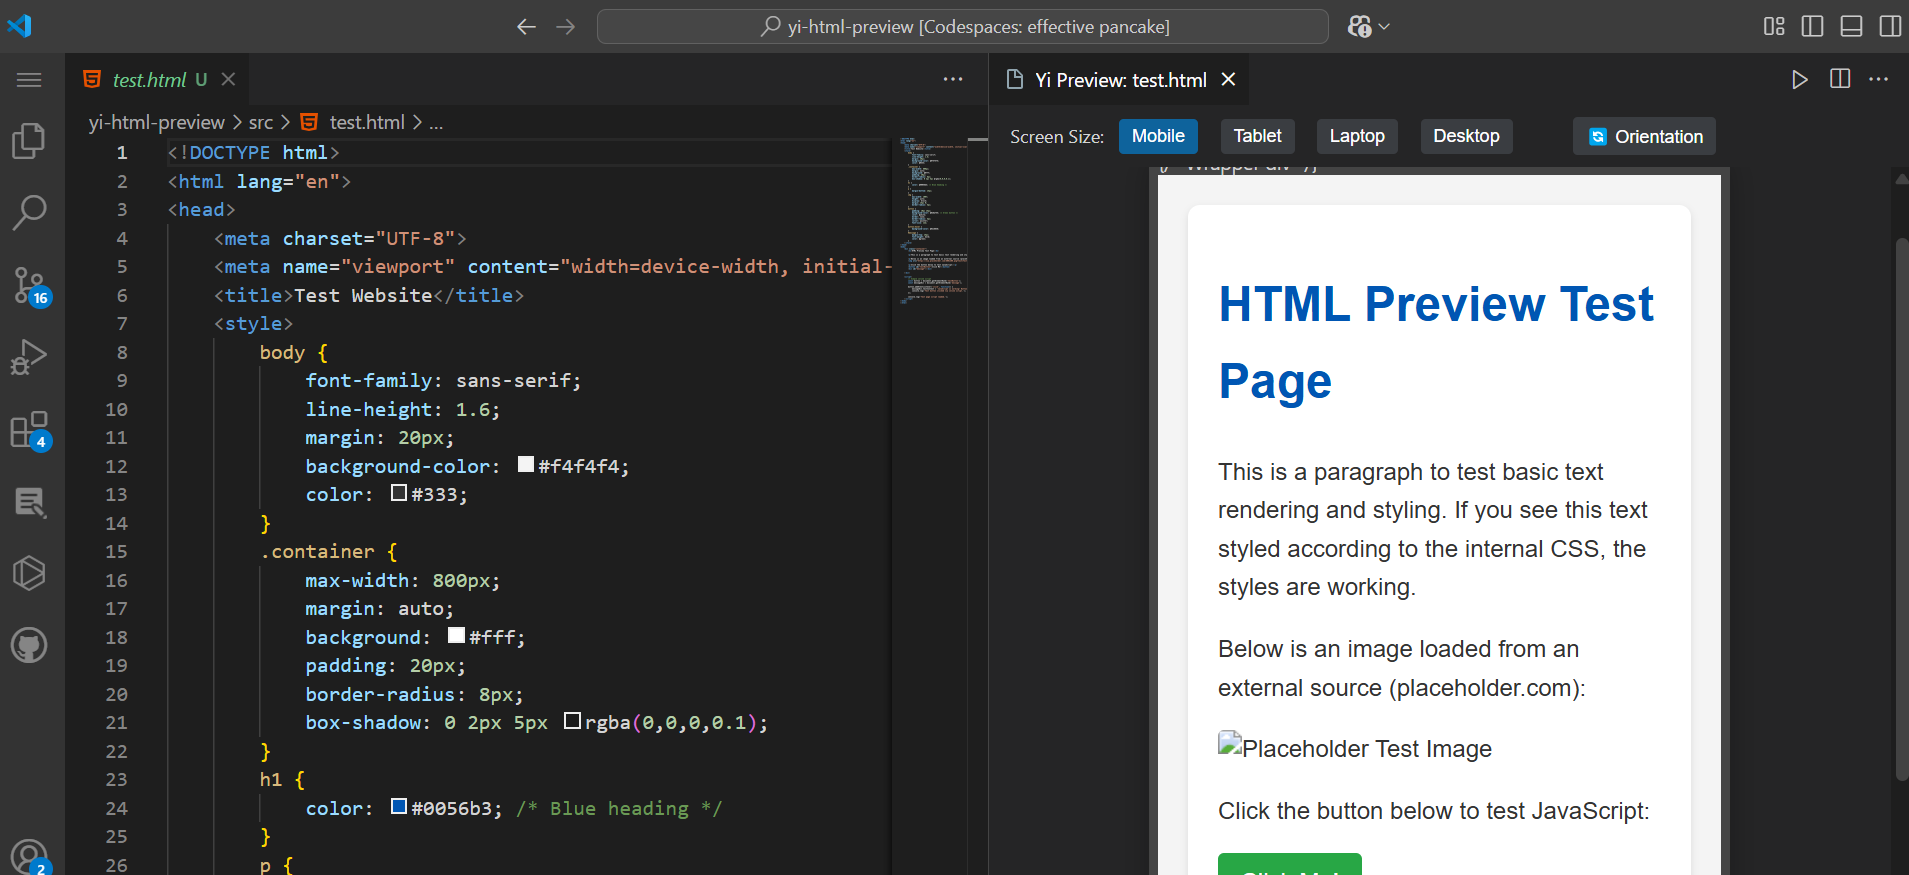 yi-html-preview [Codespaces: effective pancake]
test.html U
yi-html-preview > src > test.html > ...
1 <!DOCTYPE html>
2 <html lang="en">
3 <head>
4 <meta charset="UTF-8">
5 <meta name="viewport" content="width=device-width, initial-
6 <title>Test Website</title>
7 <style>
8 body {
9 font-family: sans-serif;
10 line-height: 1.6;
11 margin: 20px;
12 background-color: #f4f4f4;
13 color: #333;
14 }
15 .container {
16 max-width: 800px;
17 margin: auto;
18 background: #fff;
19 padding: 20px;
20 border-radius: 8px;
21 box-shadow: 0 2px 5px rgba(0,0,0,0.1);
22 }
23 h1 {
24 color: #0056b3; /* Blue heading */
25 }
26 p {
16
4
2
Yi Preview: test.html
Screen Size: Mobile Tablet Laptop Desktop Orientation
HTML Preview Test
Page
This is a paragraph to test basic text
rendering and styling. If you see this text
styled according to the internal CSS, the
styles are working.
Below is an image loaded from an
external source (placeholder.com):
Placeholder Test Image
Click the button below to test JavaScript: